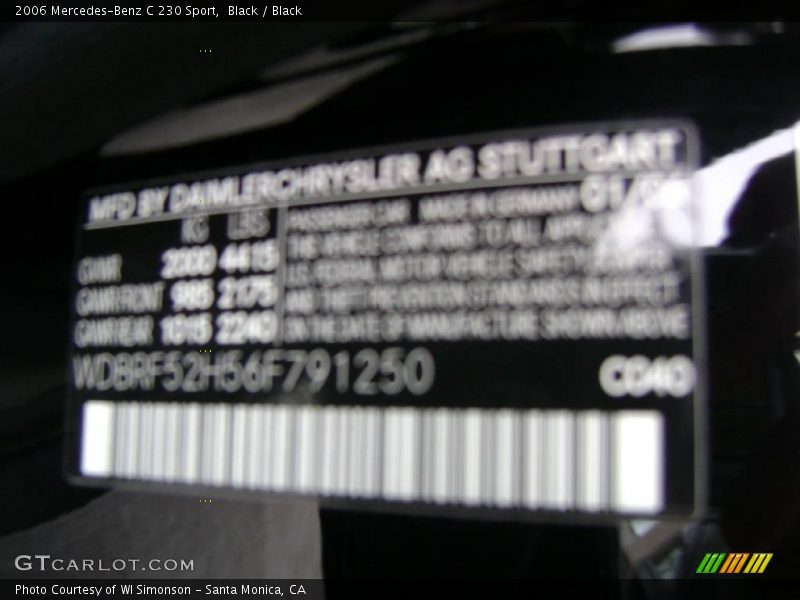 2006 Mercedes-Benz C 230 Sport,  Black / Black
MFD BY DAIMLERCHRYSLER AG STUTTGART
KG LBS
PASSENGER CAR MADE IN GERMANY 01/
GVWR 2000 4415
THIS VEHICLE CONFORMS TO ALL
U.S. FEDERAL MOTOR VEHICLE SAFETY
GAWR FRONT 985 2175
AND THEFT PREVENTION STANDARDS IN EFFECT
GAWR REAR 1015 2240
ON THE DATE OF MANUFACTURE SHOWN ABOVE
WDBRF52H56F791250 C040
GTCARLOT.COM
Photo Courtesy of WI Simonson - Santa Monica, CA